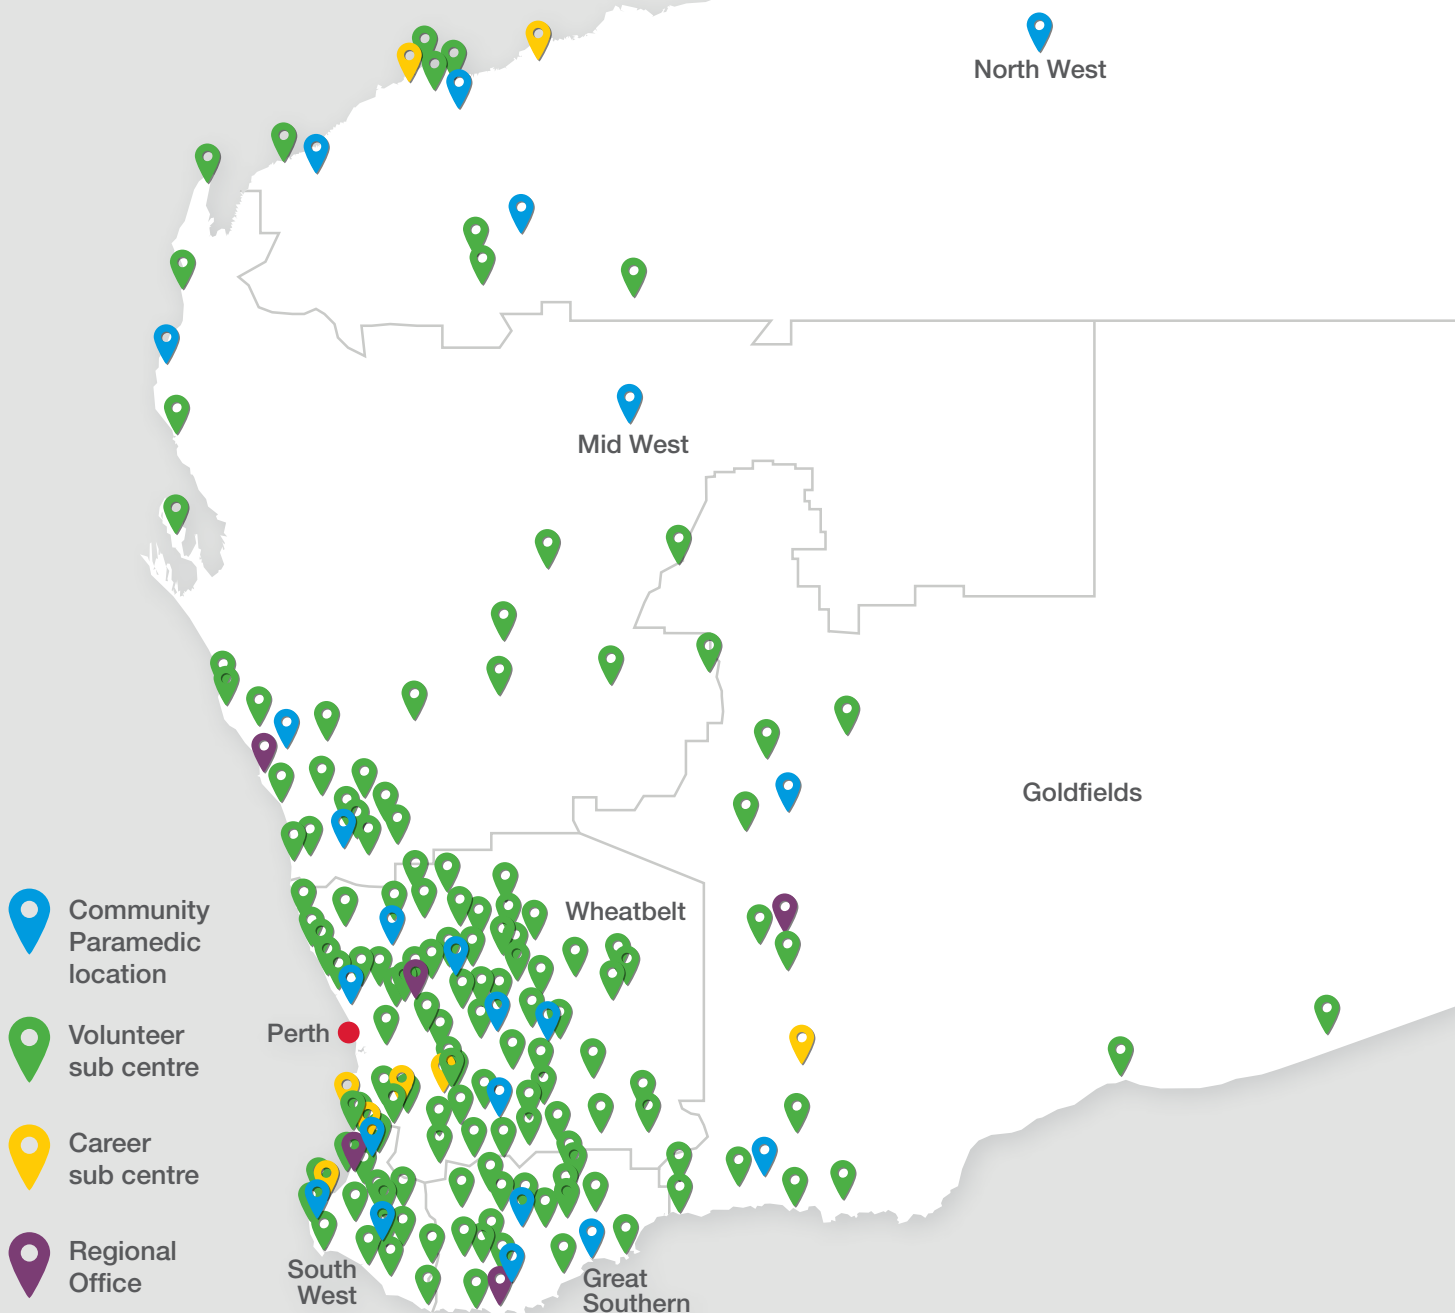 North West
Mid West
Goldfields
Wheatbelt
Community
Paramedic
location
Volunteer
sub centre
Perth
Career
sub centre
Regional
Office
South
West
Great
Southern